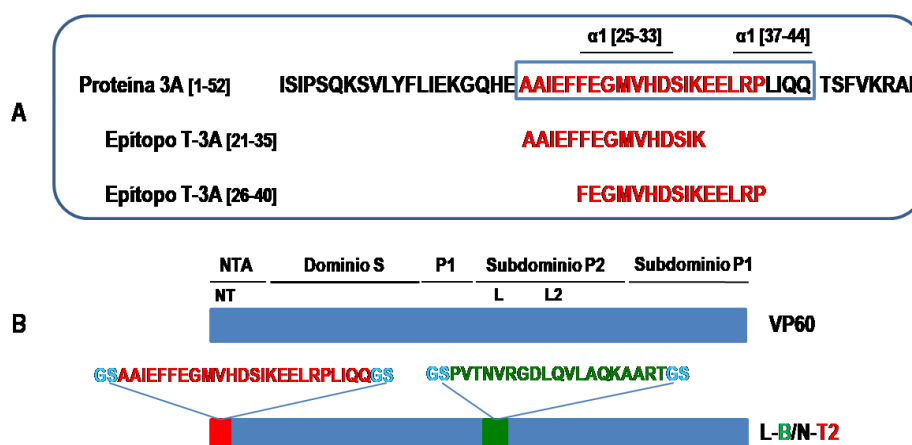 α1 [25-33] α1 [37-44]
Proteína 3A [1-52] ISIPSQKSVLYFLIEKGQHEAAIEFFEGMVHDSIKEELRPLIQQ TSFVKRAI
A
Epítopo T-3A [21-35] AAIEFFEGMVHDSIK
Epítopo T-3A [26-40] FEGMVHDSIKEELRP
NTA Dominio S P1 Subdominio P2 Subdominio P1
NT L L2
B VP60
GSAAIEFFEGMVHDSIKEELRPLIQQGS GSPVTNVRGDLQVLAQKAARTGS
L-B/N-T2